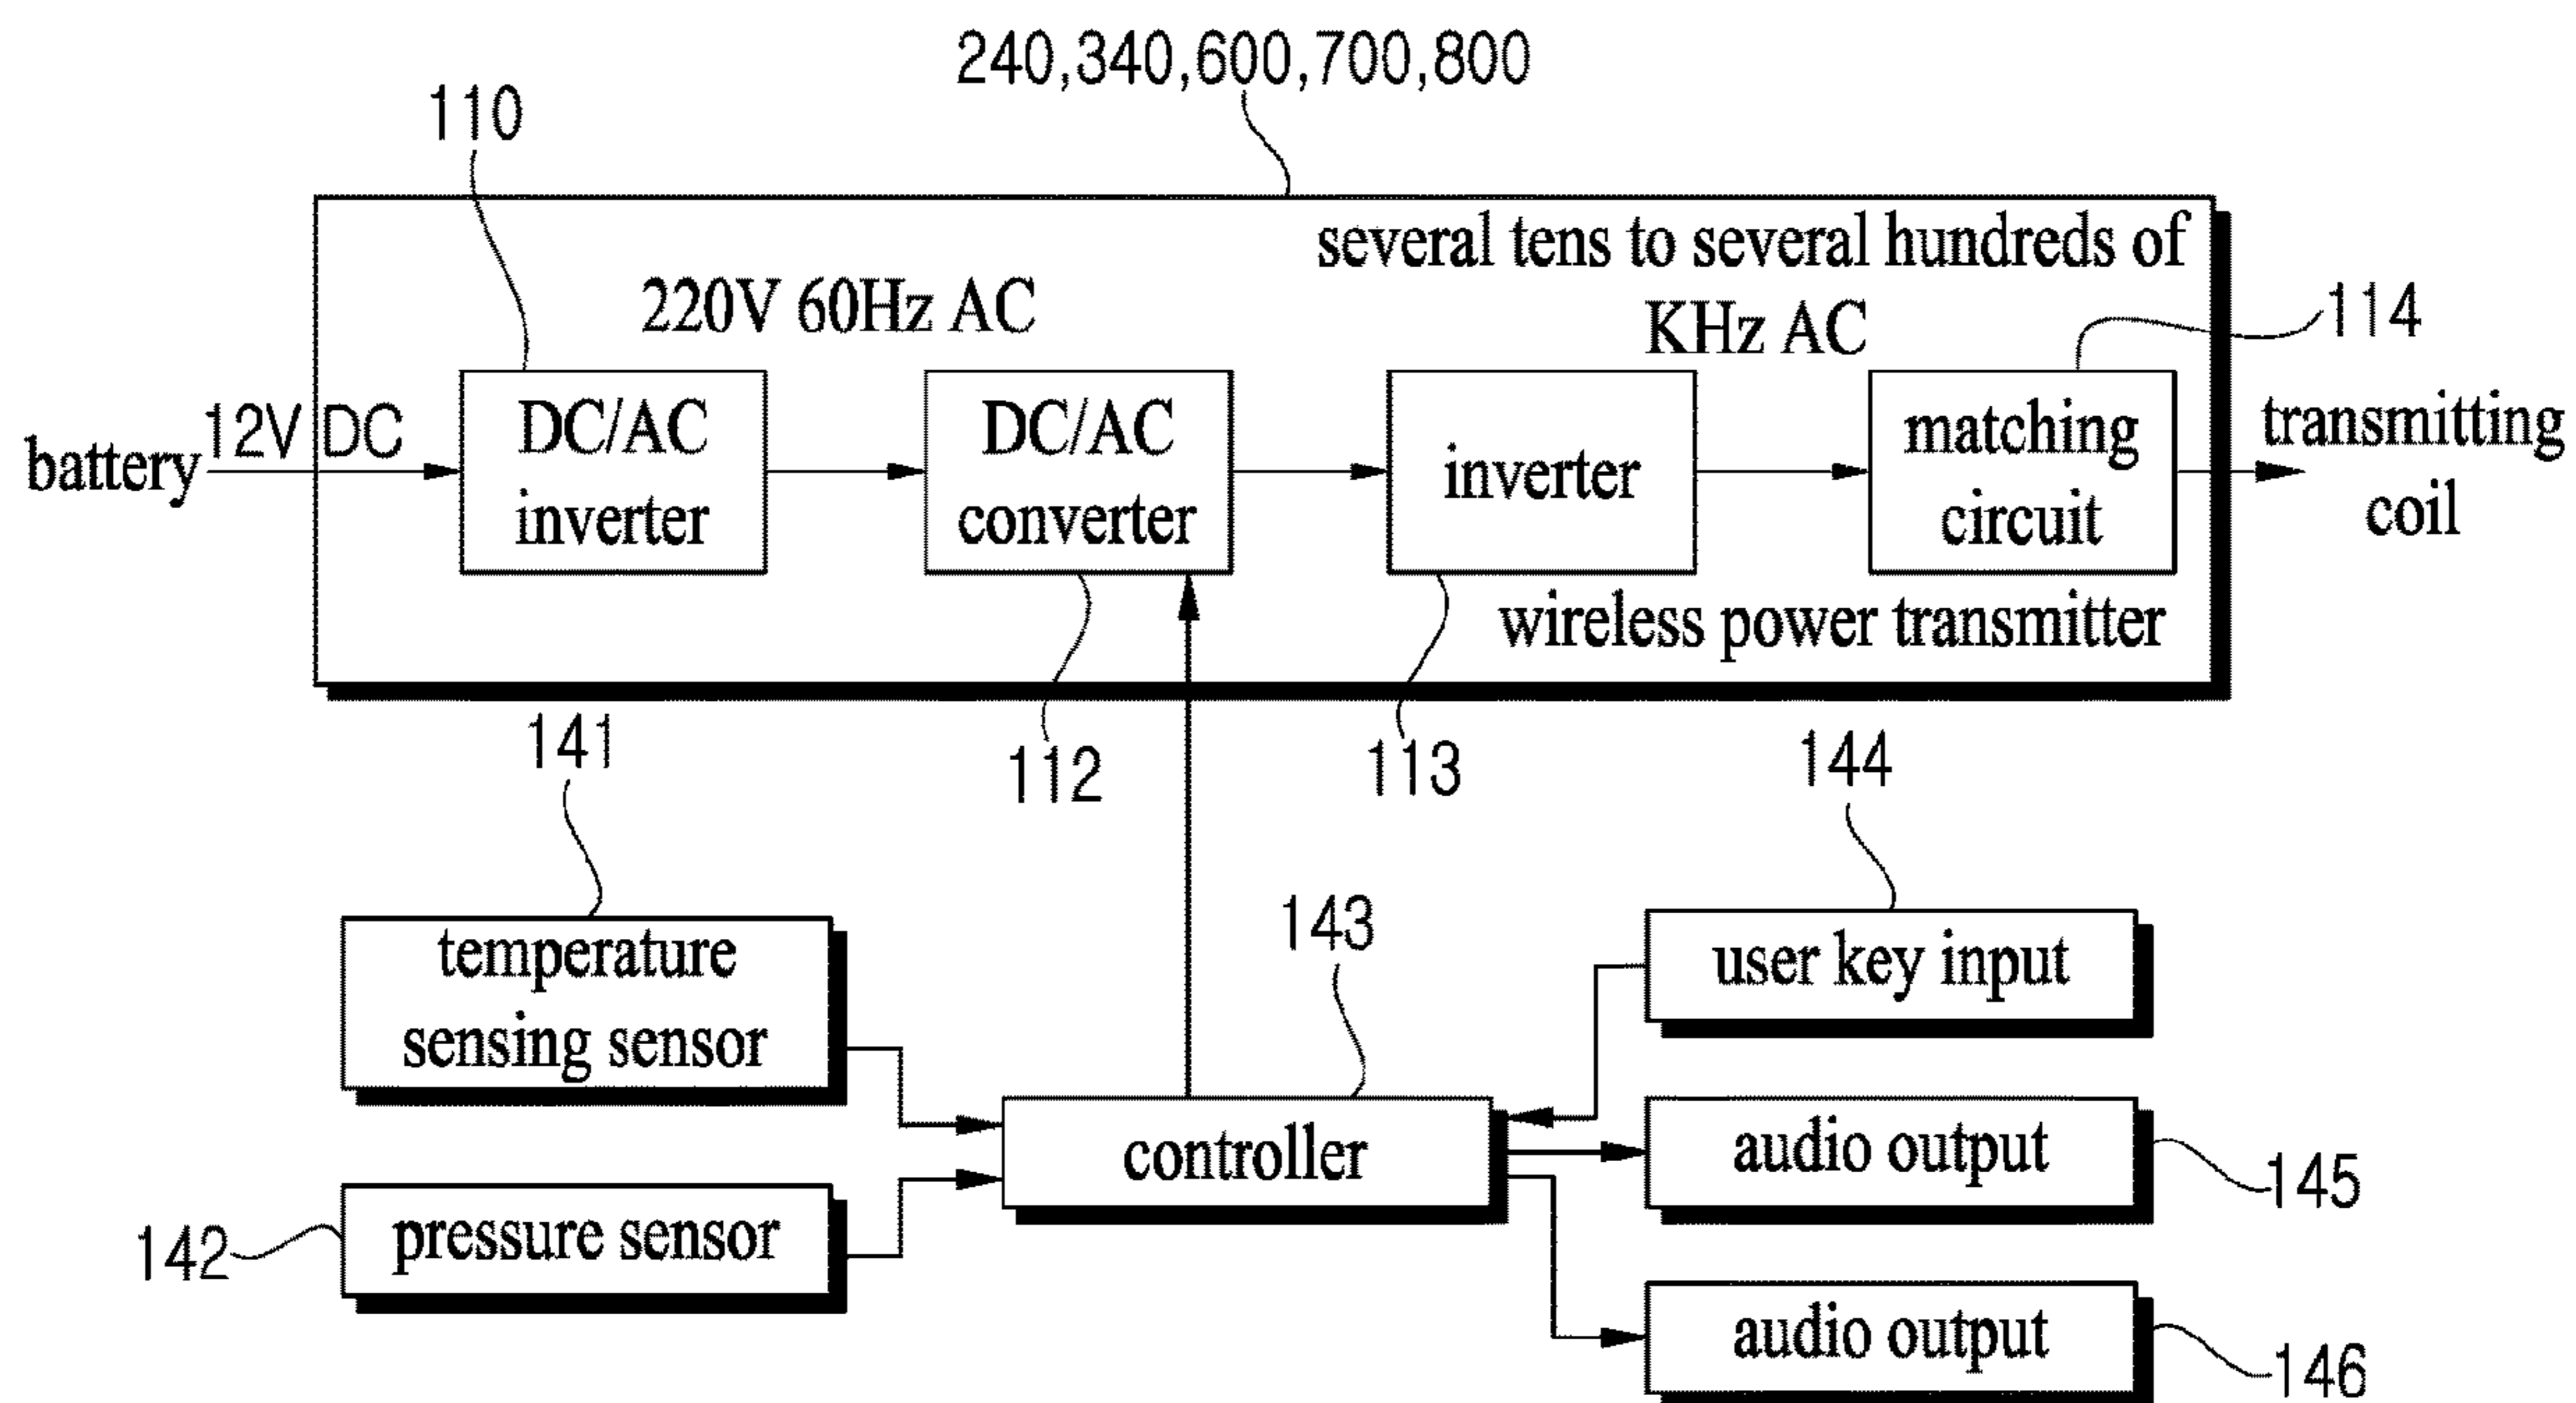 240,340,600,700,800
110
several tens to several hundreds of
KHz AC
220V 60Hz AC
114
battery
12V DC
DC/AC
inverter
DC/AC
converter
inverter
matching
circuit
transmitting
coil
wireless power transmitter
112
113
141
144
143
temperature
sensing sensor
user key input
controller
audio output
145
142
pressure sensor
audio output
146